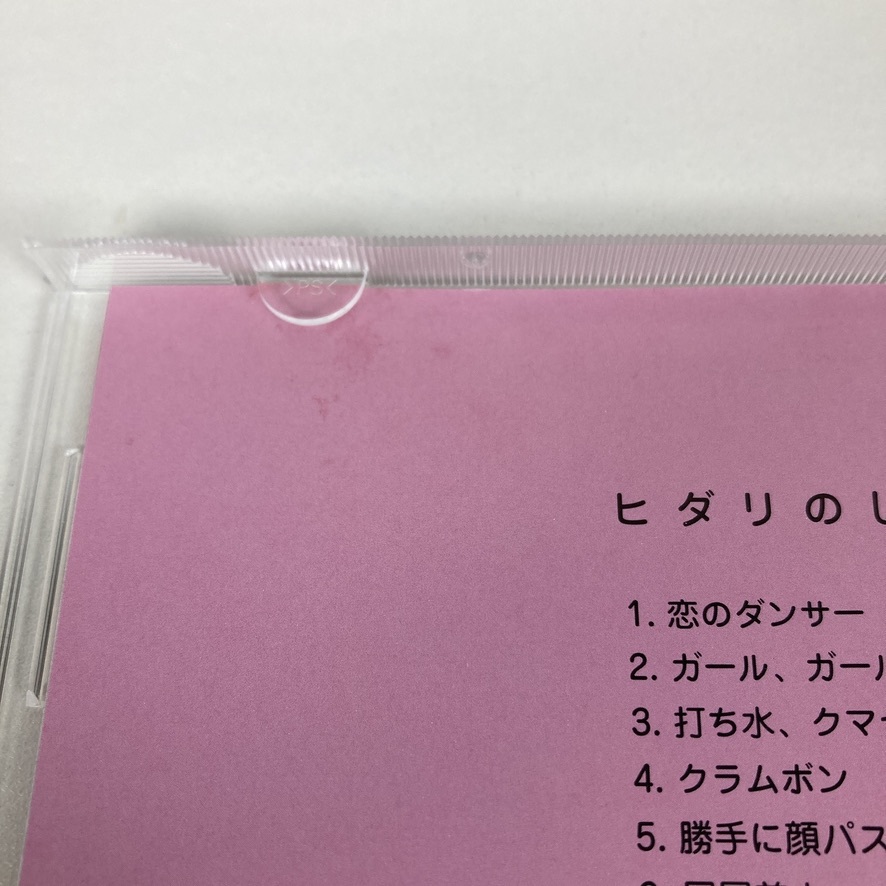 >PS<
ヒダリの
1. 恋のダンサー
2. ガール、ガール
3. 打ち水、クマ
4. クラムボン
5. 勝手に顔パス